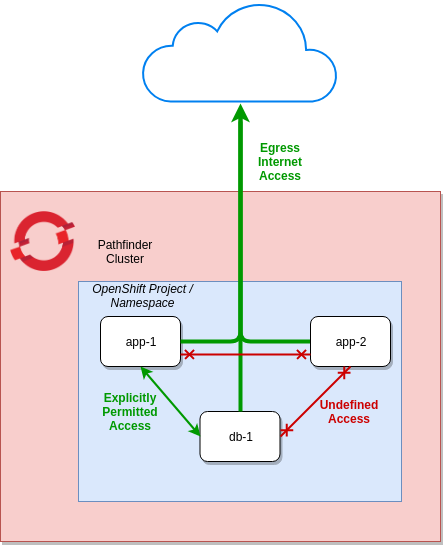 Egress
Internet
Access
Pathfinder
Cluster
OpenShift Project /
Namespace
app-1
app-2
Explicitly
Permitted
Access
Undefined
Access
db-1